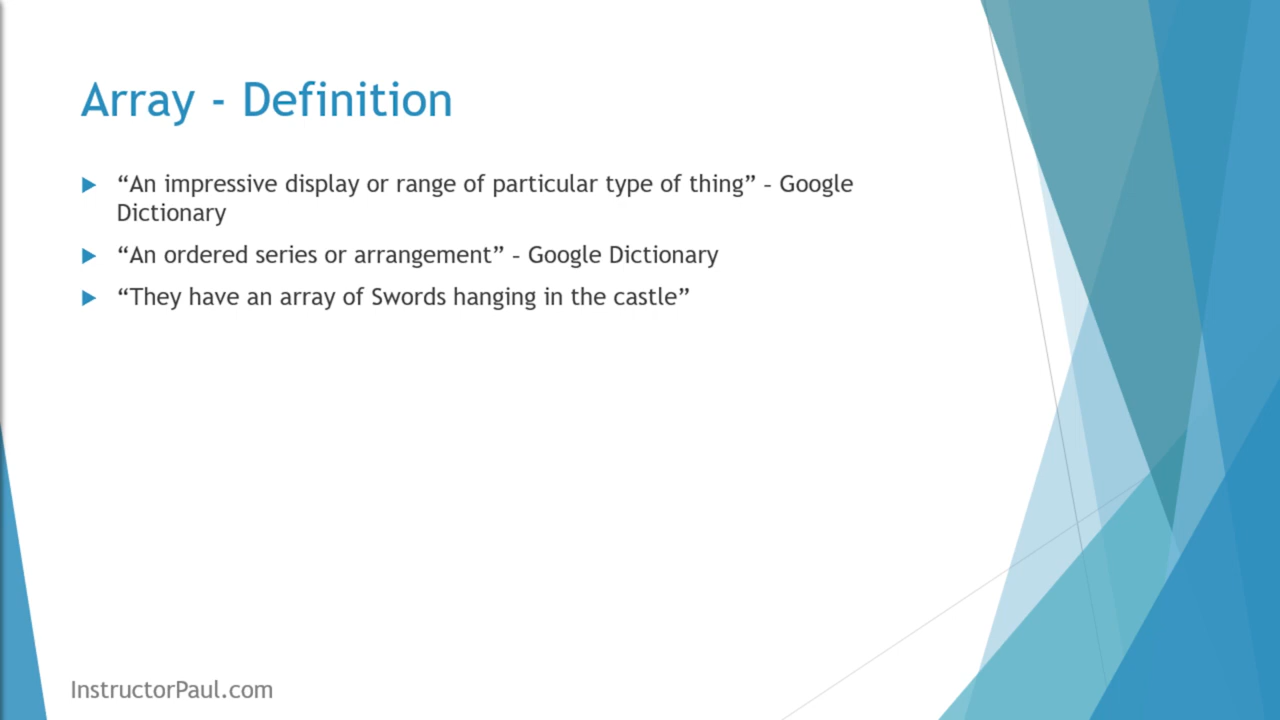 Array - Definition
“An impressive display or range of particular type of thing” – Google
Dictionary
“An ordered series or arrangement” – Google Dictionary
“They have an array of Swords hanging in the castle”
InstructorPaul.com